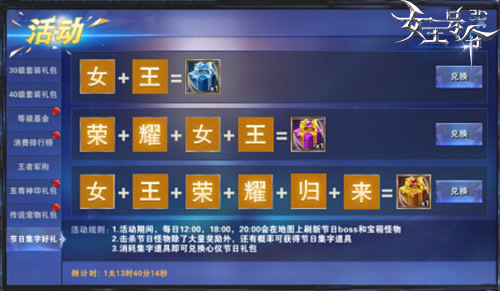 活动
女王号令
30级套装礼包
40级套装礼包
等级基金
消费排行榜
王者军衔
至尊神印礼包
传说宠物礼包
节日集字好礼
女+王= x1 兑换
荣+耀+女+王= x1 兑换
女+王+荣+耀+归+来= x1 兑换
活动规则:
1.活动期间,每日12:00,18:00,20:00会在地图上刷新节日boss和宝箱怪物
2.击杀节日怪物除了大量奖励外,还有概率可获得节日集字道具
3.消耗集字道具即可兑换心仪节日礼包
倒计时:1天13时40分14秒